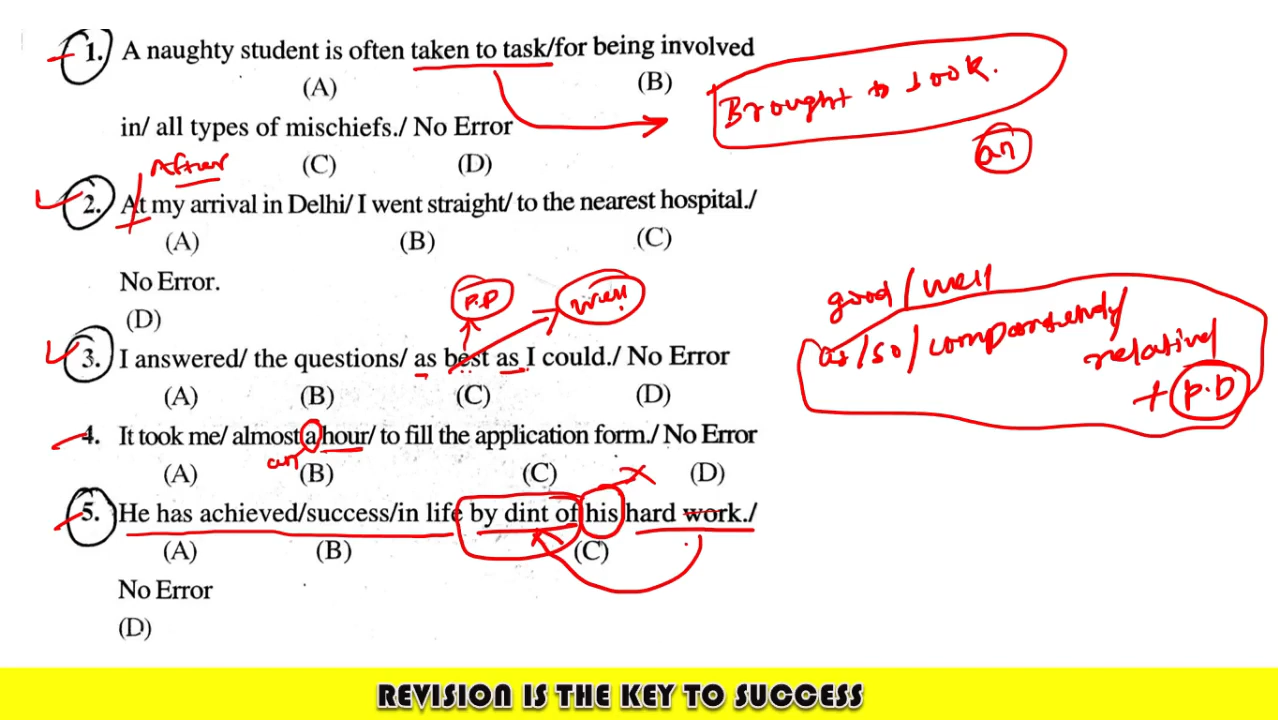 1. A naughty student is often taken to task/for being involved
(A) (B)
Brought to book.
in/ all types of mischiefs./ No Error
an
After (C) (D)
2. At my arrival in Delhi/ I went straight/ to the nearest hospital./
(A) (B) (C)
No Error.
(D)
P.P well
good/well
as/so/comparatively/
relatively
+ P.D
3. I answered/ the questions/ as best as I could./ No Error
(A) (B) (C) (D)
4. It took me/ almost a hour/ to fill the application form./ No Error
an
(A) (B) (C) (D)
5. He has achieved/success/in life by dint of his hard work./
(A) (B) (C)
No Error
(D)
REVISION IS THE KEY TO SUCCESS